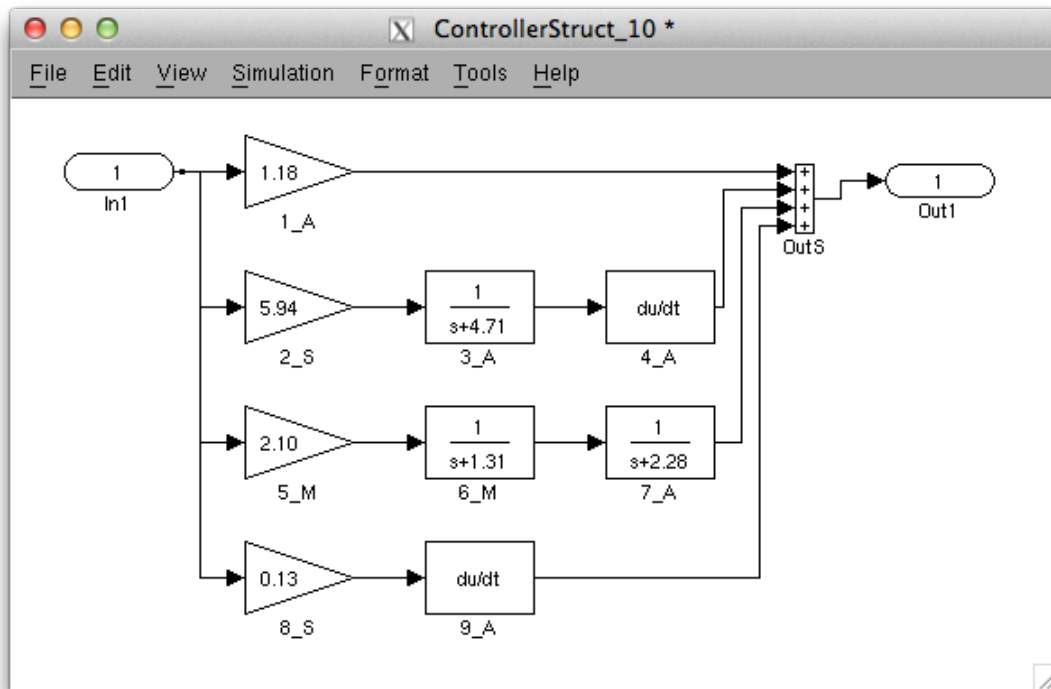 X ControllerStruct_10 *
File Edit View Simulation Format Tools Help
1
In1
1.18
1_A
+
+
+
+
OutS
1
Out1
5.94
2_S
1
s+4.71
3_A
du/dt
4_A
2.10
5_M
1
s+1.31
6_M
1
s+2.28
7_A
0.13
8_S
du/dt
9_A